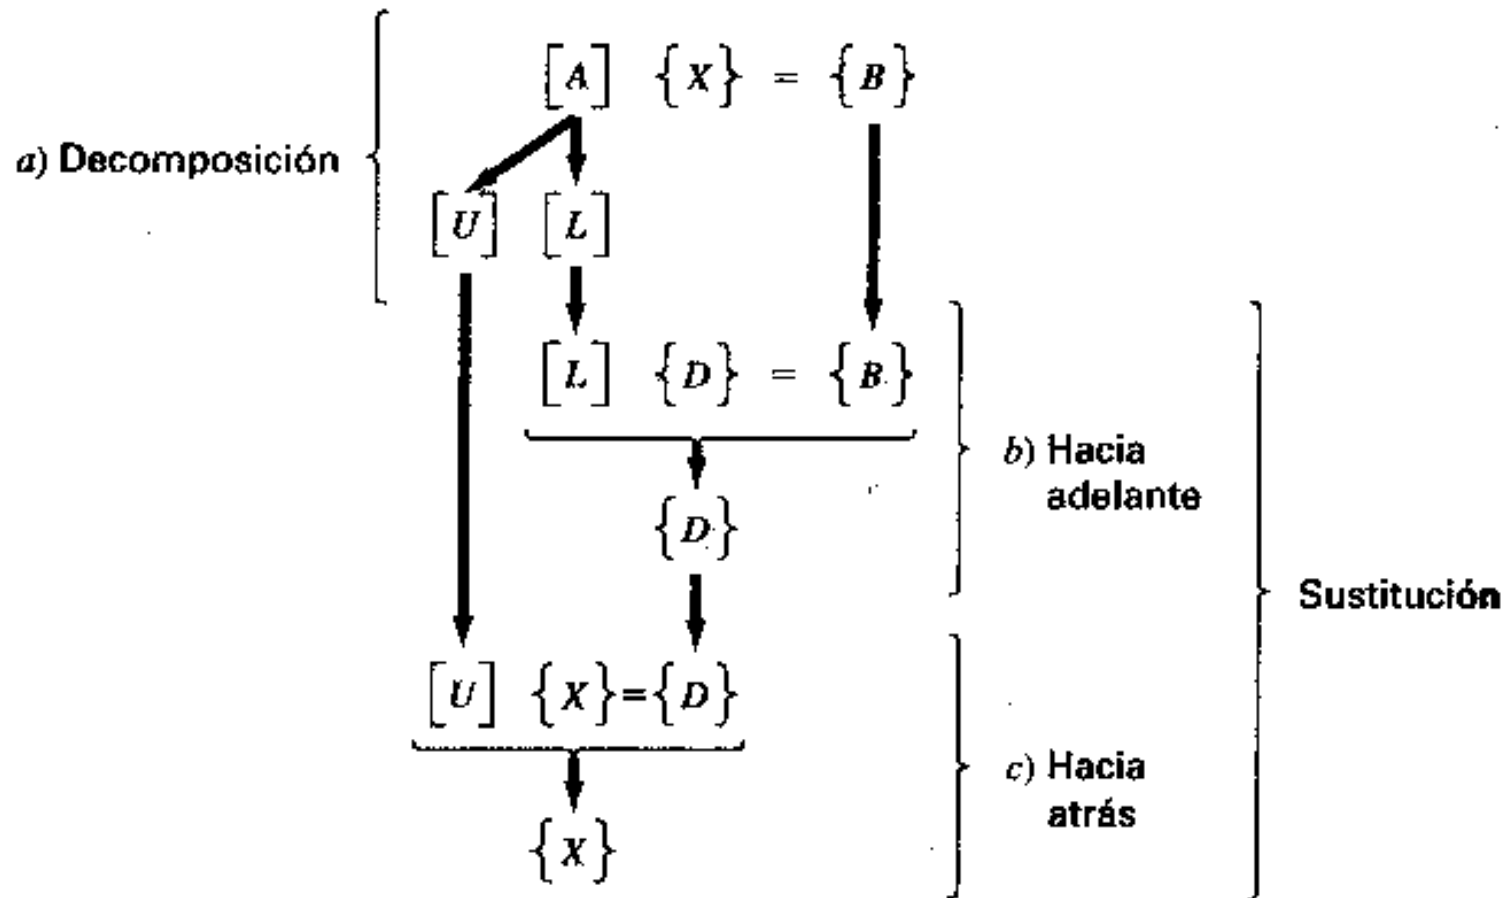 [A] {X} = {B}
a) Decomposición
[U] [L]
[L] {D} = {B}
b) Hacia
adelante
{D}
Sustitución
[U] {X}={D}
c) Hacia
atrás
{X}